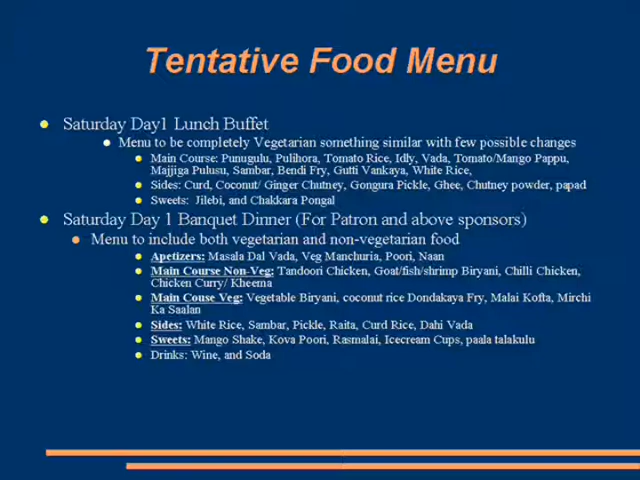 Tentative Food Menu
Saturday Day1 Lunch Buffet
Menu to be completely Vegetarian something similar with few possible changes
Main Course: Punugulu, Pulihora, Tomato Rice, Idly, Vada, Tomato/Mango Pappu,
Majjiga Pulusu, Sambar, Bendi Fry, Gutti Vankaya, White Rice,
Sides: Curd, Coconut/ Ginger Chutney, Gongura Pickle, Ghee, Chutney powder, papad
Sweets:  Jilebi, and Chakkara Pongal
Saturday Day 1 Banquet Dinner (For Patron and above sponsors)
Menu to include both vegetarian and non-vegetarian food
Apetizers: Masala Dal Vada, Veg Manchuria, Poori, Naan
Main Course Non-Veg: Tandoori Chicken, Goat/fish/shrimp Biryani, Chilli Chicken,
Chicken Curry/ Kheema
Main Couse Veg: Vegetable Biryani, coconut rice Dondakaya Fry, Malai Kofta, Mirchi
Ka Saalan
Sides: White Rice, Sambar, Pickle, Raita, Curd Rice, Dahi Vada
Sweets: Mango Shake, Kova Poori, Rasmalai, Icecream Cups, paala talakulu
Drinks: Wine, and Soda